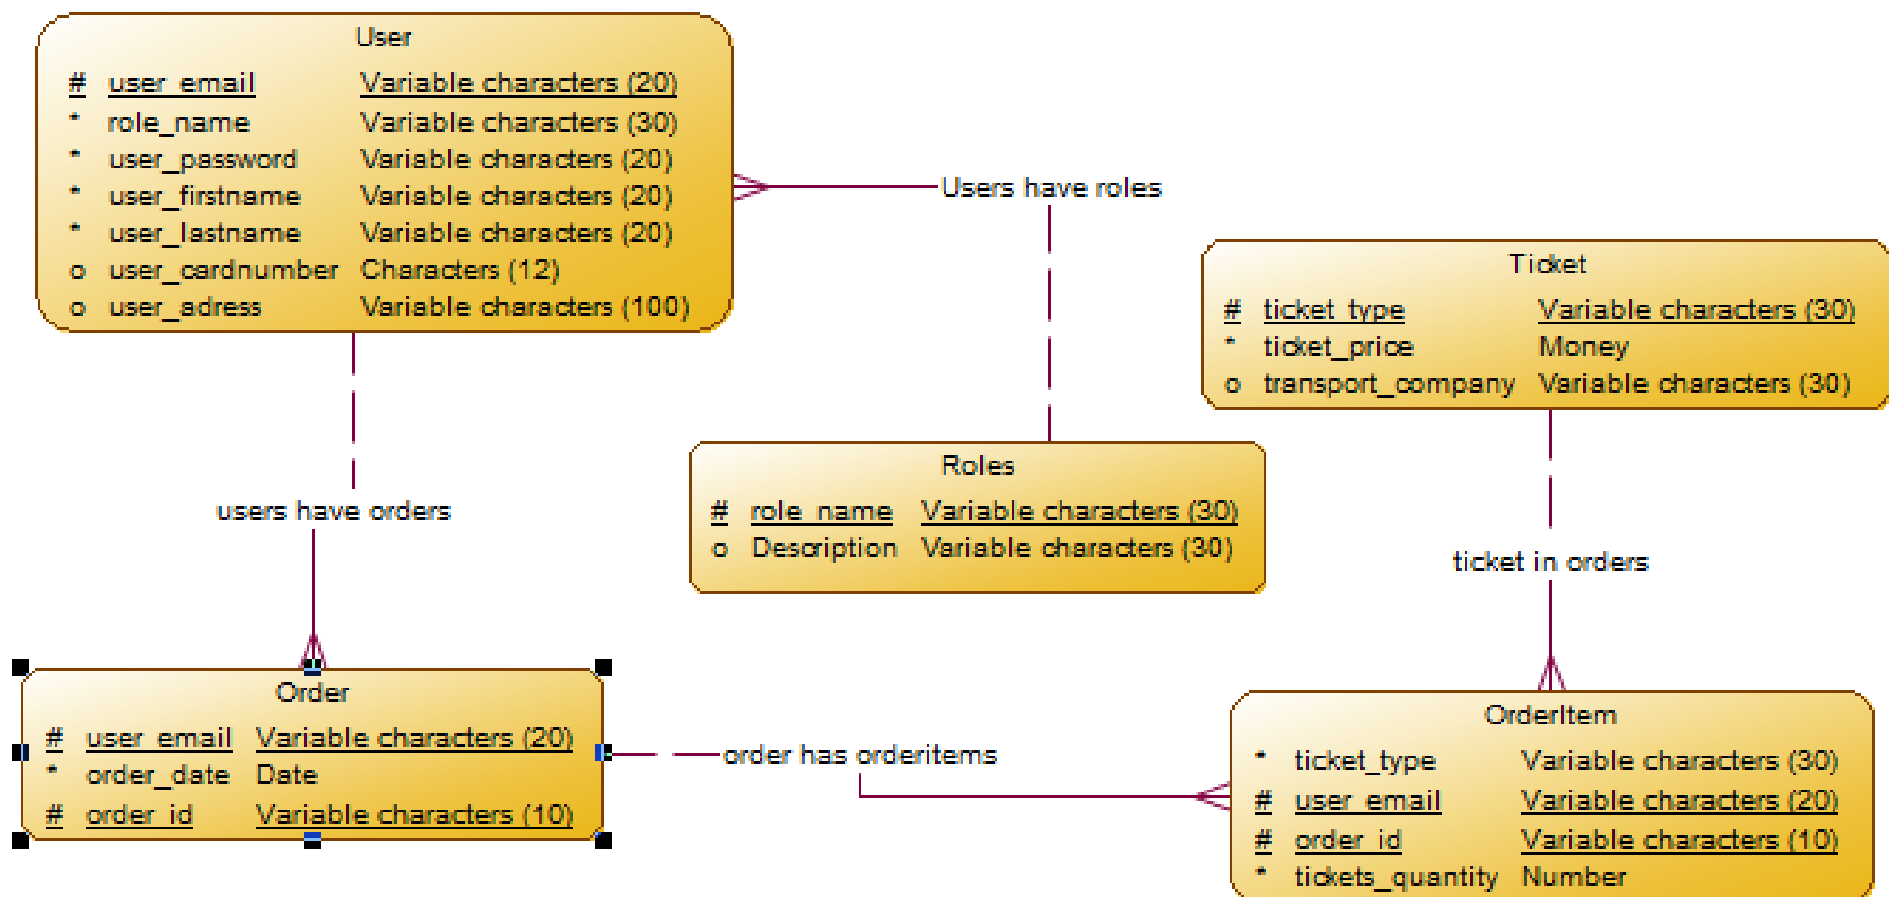 User
# user_email Variable characters (20)
* role_name Variable characters (30)
* user_password Variable characters (20)
* user_firstname Variable characters (20)
* user_lastname Variable characters (20)
o user_cardnumber Characters (12)
o user_adress Variable characters (100)
Users have roles
Ticket
# ticket_type Variable characters (30)
* ticket_price Money
o transport_company Variable characters (30)
Roles
# role_name Variable characters (30)
o Description Variable characters (30)
users have orders
ticket in orders
Order
# user_email Variable characters (20)
* order_date Date
# order_id Variable characters (10)
order has orderitems
OrderItem
* ticket_type Variable characters (30)
# user_email Variable characters (20)
# order_id Variable characters (10)
* tickets_quantity Number